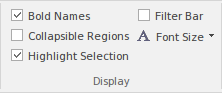 Bold Names Filter Bar
Collapsible Regions A Font Size
Highlight Selection
Display